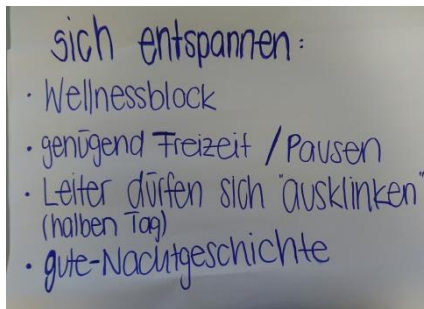 sich entspannen:
· Wellnessblock
· genügend Freizeit / Pausen
· Leiter dürfen sich "ausklinken"
(halben Tag)
· gute-Nachtgeschichte